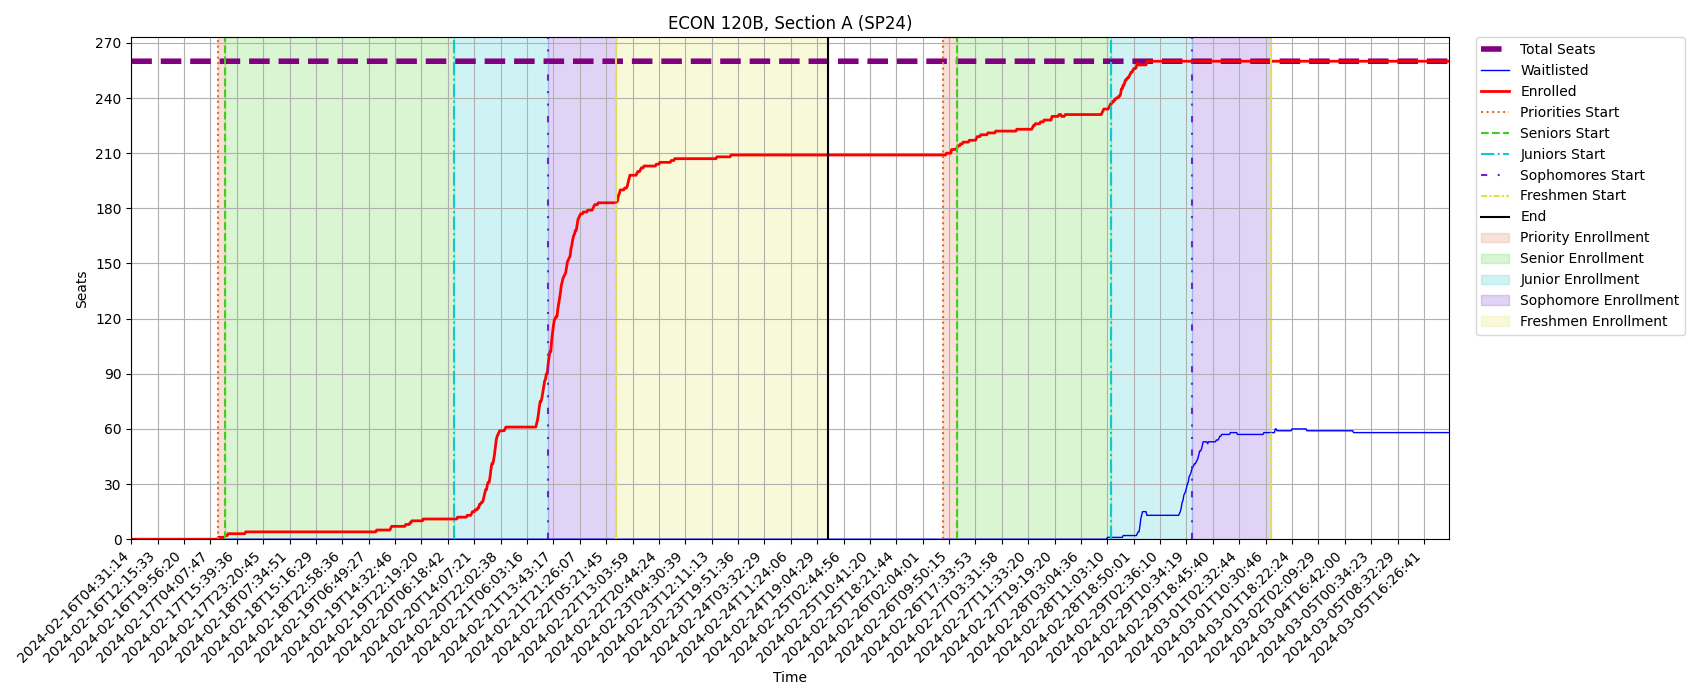 ECON 120B, Section A (SP24)
270
240
210
180
150
120
90
60
30
0
Seats
2024-02-16T04:31:14
2024-02-16T12:15:33
2024-02-16T19:56:20
2024-02-17T04:07:47
2024-02-17T15:39:36
2024-02-17T23:20:45
2024-02-18T07:34:51
2024-02-18T15:16:29
2024-02-18T22:58:36
2024-02-19T06:49:27
2024-02-19T14:32:46
2024-02-19T22:19:20
2024-02-20T06:18:42
2024-02-20T14:07:21
2024-02-20T22:02:38
2024-02-21T06:03:16
2024-02-21T13:43:17
2024-02-21T21:26:07
2024-02-22T05:21:45
2024-02-22T13:03:59
2024-02-22T20:44:24
2024-02-23T04:30:39
2024-02-23T12:11:13
2024-02-23T19:51:36
2024-02-24T03:32:29
2024-02-24T11:24:06
2024-02-24T19:04:29
2024-02-25T02:44:56
2024-02-25T10:41:20
2024-02-25T18:21:44
2024-02-26T02:04:01
2024-02-26T09:50:15
2024-02-26T17:33:53
2024-02-27T03:31:58
2024-02-27T11:33:20
2024-02-27T19:19:20
2024-02-28T03:04:36
2024-02-28T11:03:10
2024-02-28T18:50:01
2024-02-29T02:36:10
2024-02-29T10:34:19
2024-02-29T18:45:40
2024-03-01T02:32:44
2024-03-01T10:30:46
2024-03-01T18:22:24
2024-03-02T02:09:29
2024-03-04T16:42:00
2024-03-05T00:34:23
2024-03-05T08:32:29
2024-03-05T16:26:41
Time
Total Seats
Waitlisted
Enrolled
Priorities Start
Seniors Start
Juniors Start
Sophomores Start
Freshmen Start
End
Priority Enrollment
Senior Enrollment
Junior Enrollment
Sophomore Enrollment
Freshmen Enrollment